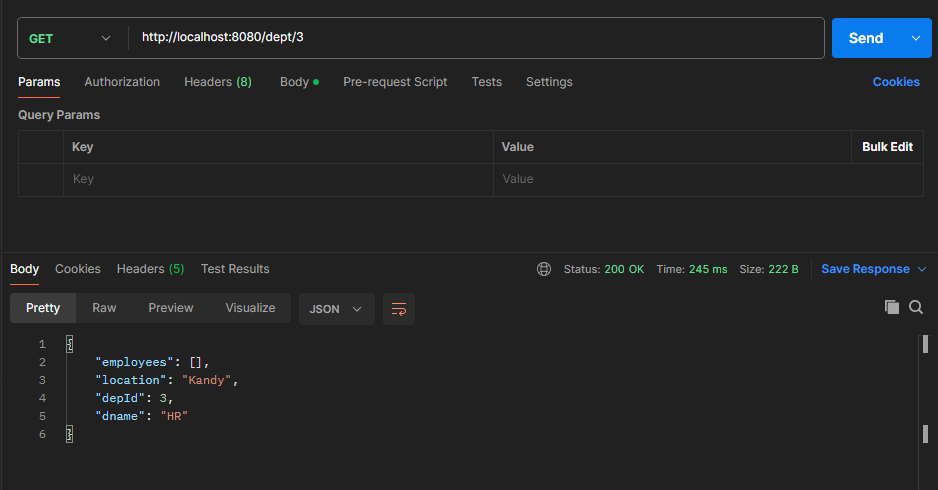 GET http://localhost:8080/dept/3 Send
Params Authorization Headers (8) Body Pre-request Script Tests Settings Cookies
Query Params
Key Value Bulk Edit
Key Value
Body Cookies Headers (5) Test Results Status: 200 OK Time: 245 ms Size: 222 B Save Response
Pretty Raw Preview Visualize JSON
1 {
2 "employees": [],
3 "location": "Kandy",
4 "depId": 3,
5 "dname": "HR"
6 }